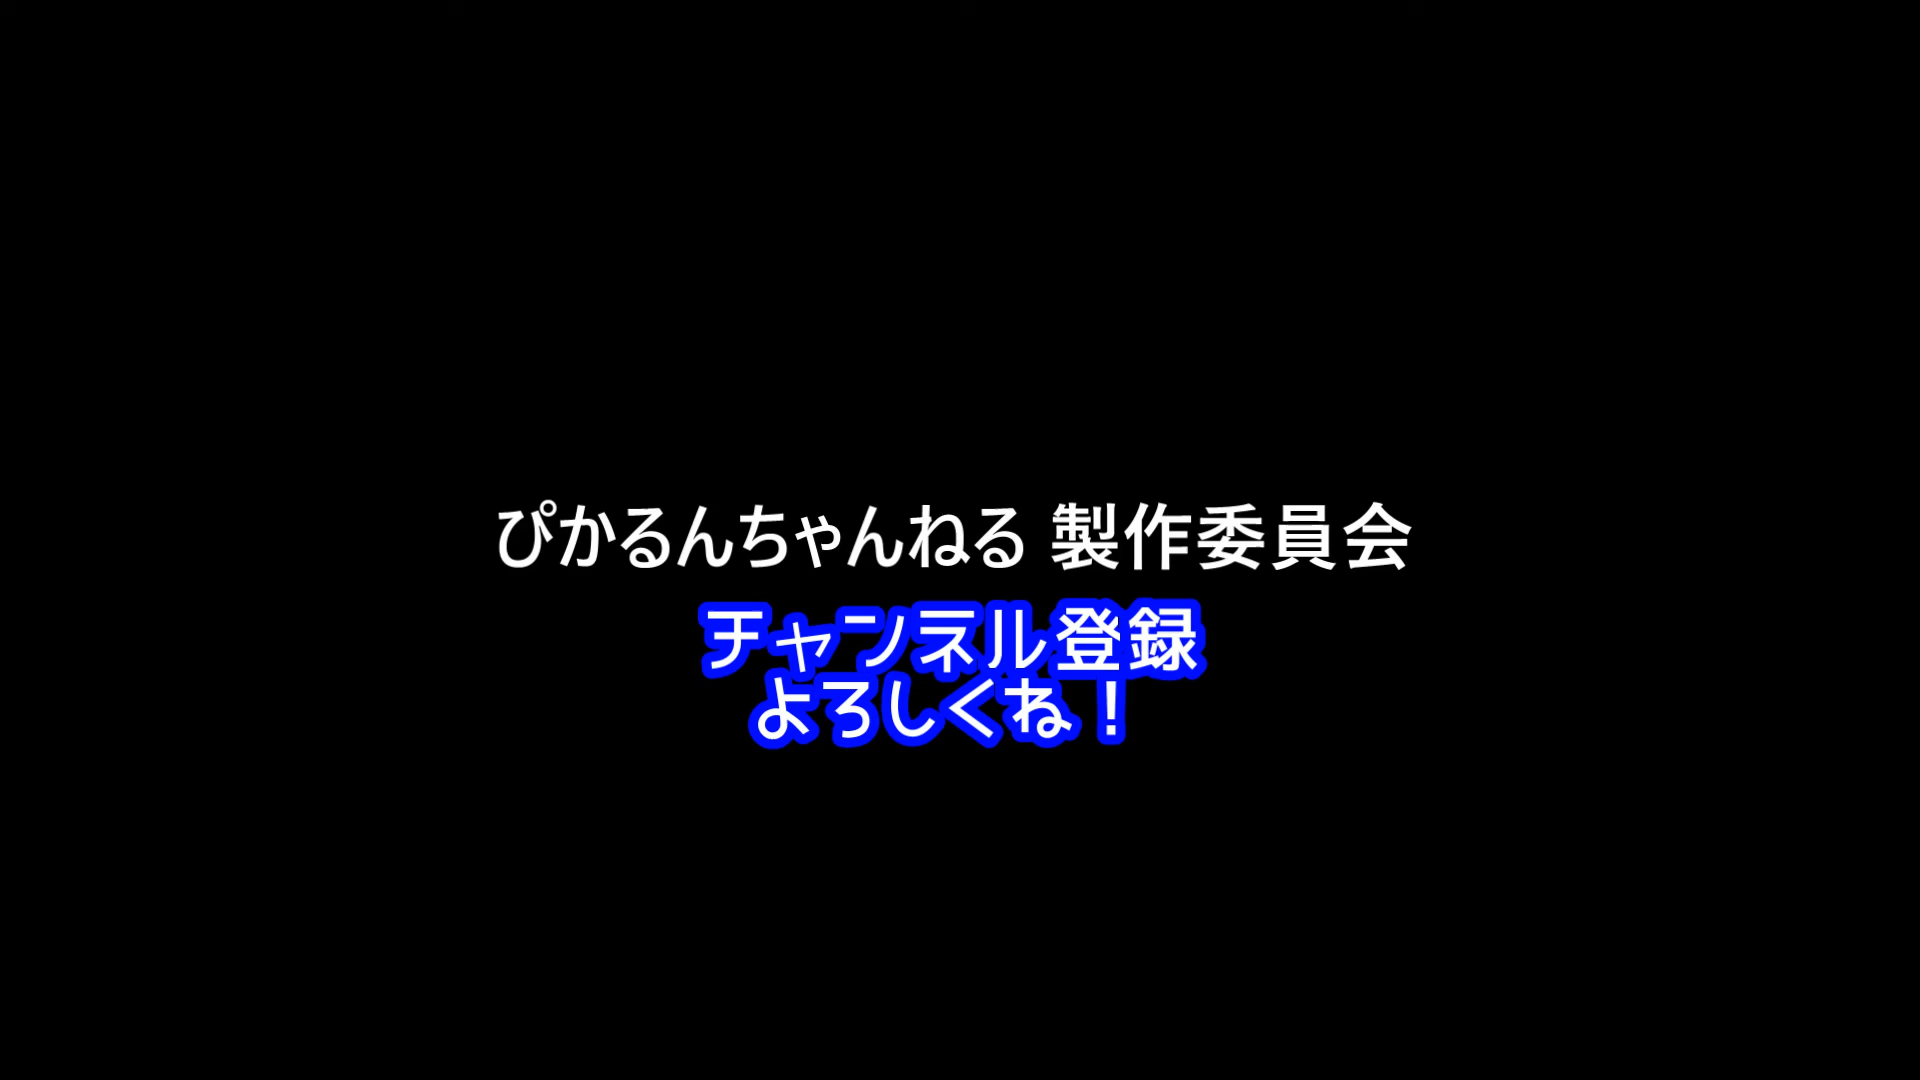 ぴかるんちゃんねる 製作委員会
チャンネル登録
よろしくね！